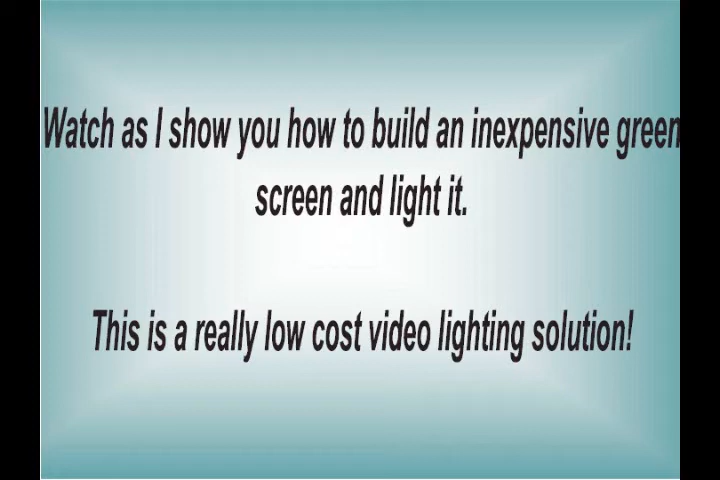 Watch as I show you how to build an inexpensive green
screen and light it.
This is a really low cost video lighting solution!